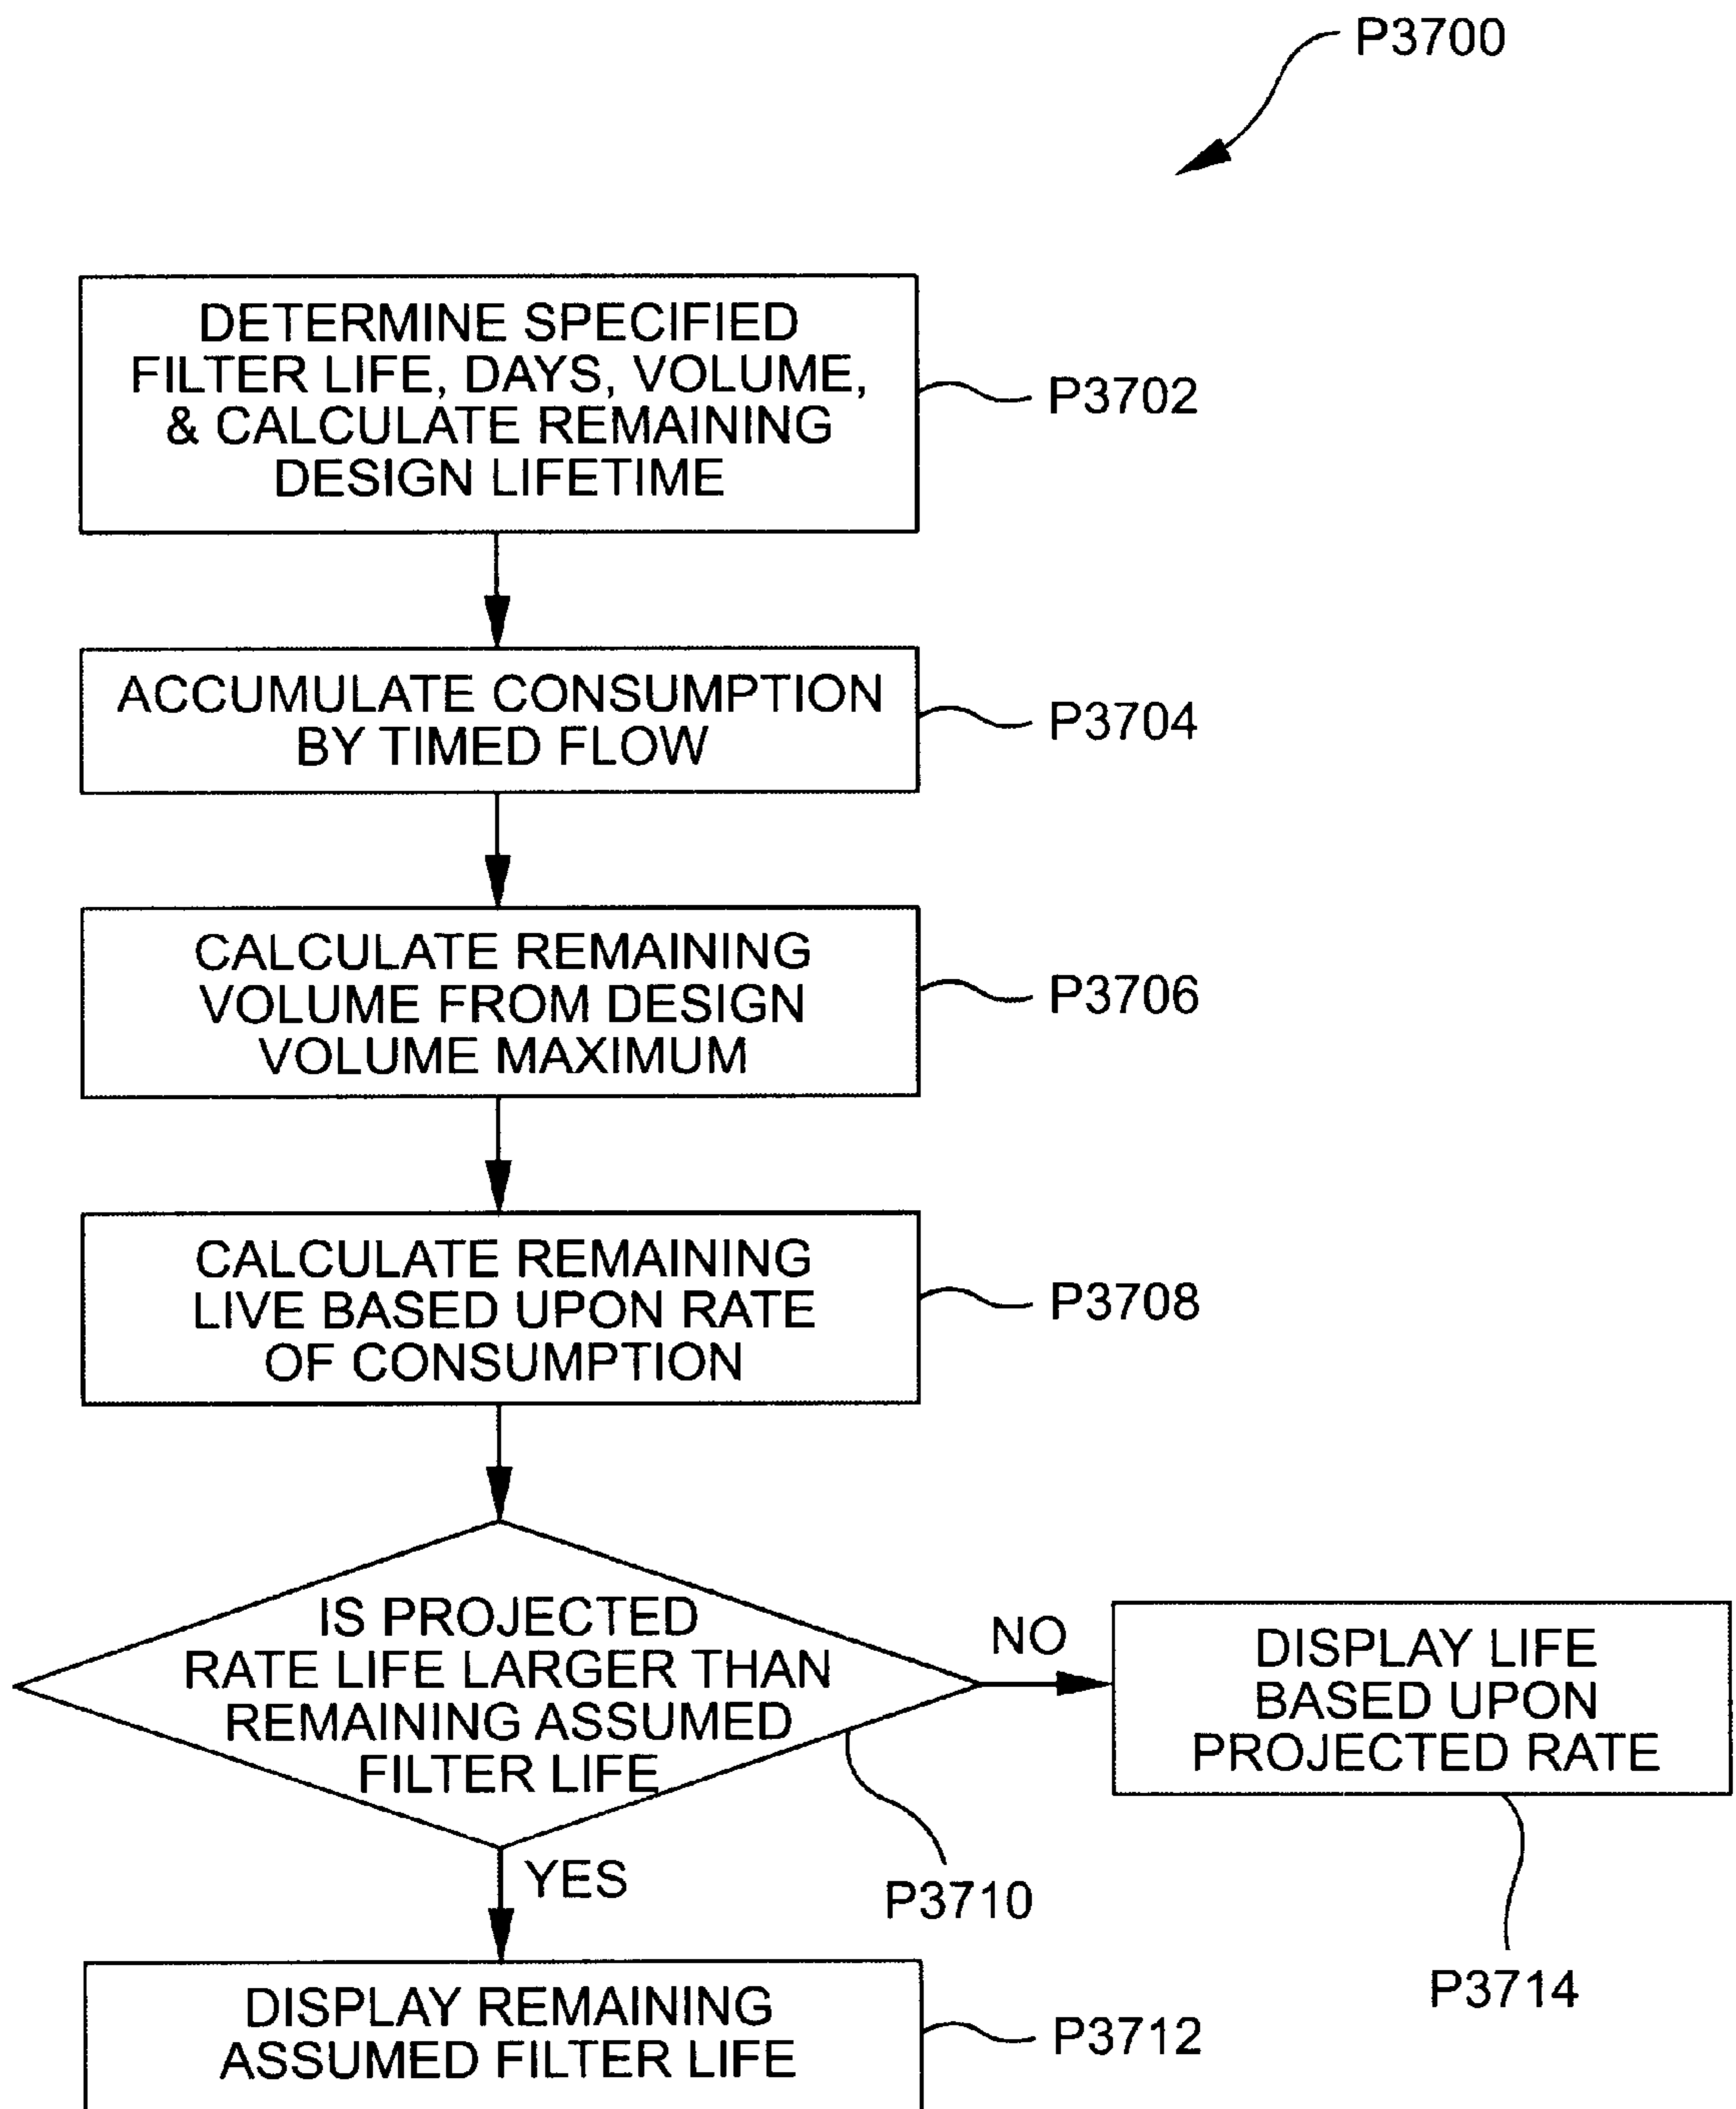 P3700
DETERMINE SPECIFIED
FILTER LIFE, DAYS, VOLUME,
& CALCULATE REMAINING
DESIGN LIFETIME
P3702
ACCUMULATE CONSUMPTION
BY TIMED FLOW
P3704
CALCULATE REMAINING
VOLUME FROM DESIGN
VOLUME MAXIMUM
P3706
CALCULATE REMAINING
LIVE BASED UPON RATE
OF CONSUMPTION
P3708
IS PROJECTED
RATE LIFE LARGER THAN
REMAINING ASSUMED
FILTER LIFE
P3710
NO
DISPLAY LIFE
BASED UPON
PROJECTED RATE
P3714
YES
DISPLAY REMAINING
ASSUMED FILTER LIFE
P3712